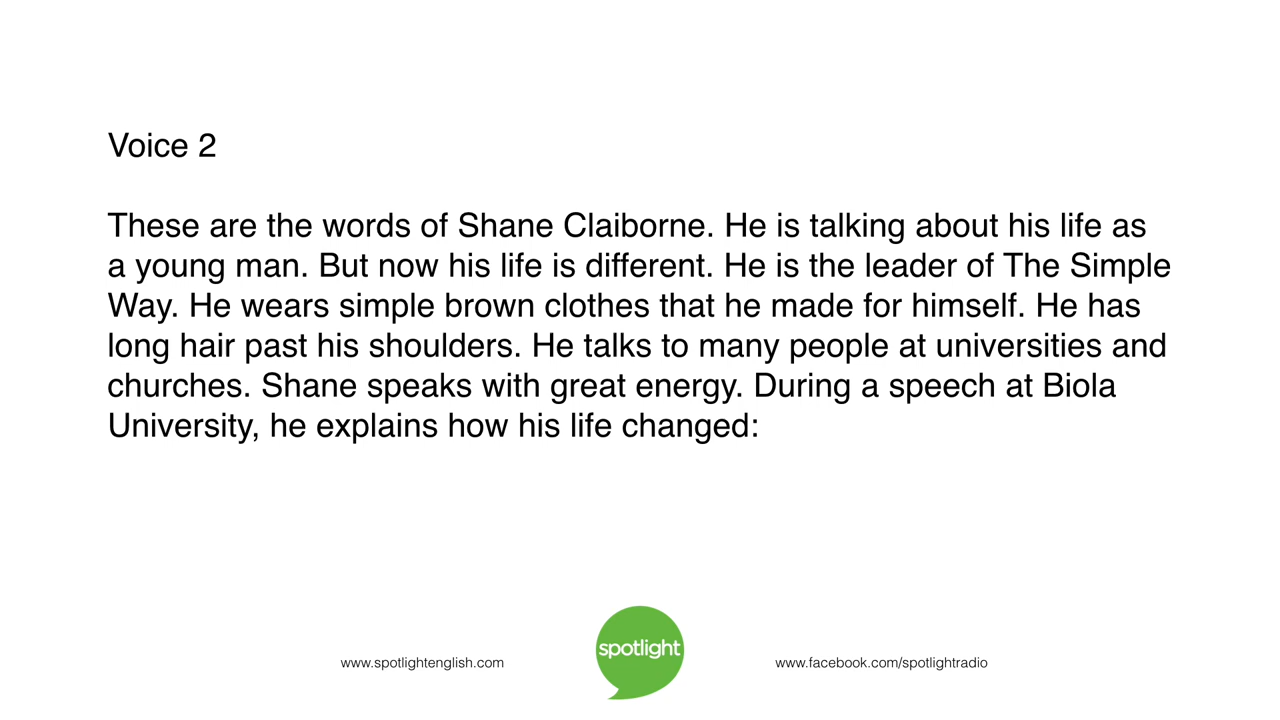 Voice 2
These are the words of Shane Claiborne. He is talking about his life as
a young man. But now his life is different. He is the leader of The Simple
Way. He wears simple brown clothes that he made for himself. He has
long hair past his shoulders. He talks to many people at universities and
churches. Shane speaks with great energy. During a speech at Biola
University, he explains how his life changed:
www.spotlightenglish.com
spotlight
www.facebook.com/spotlightradio